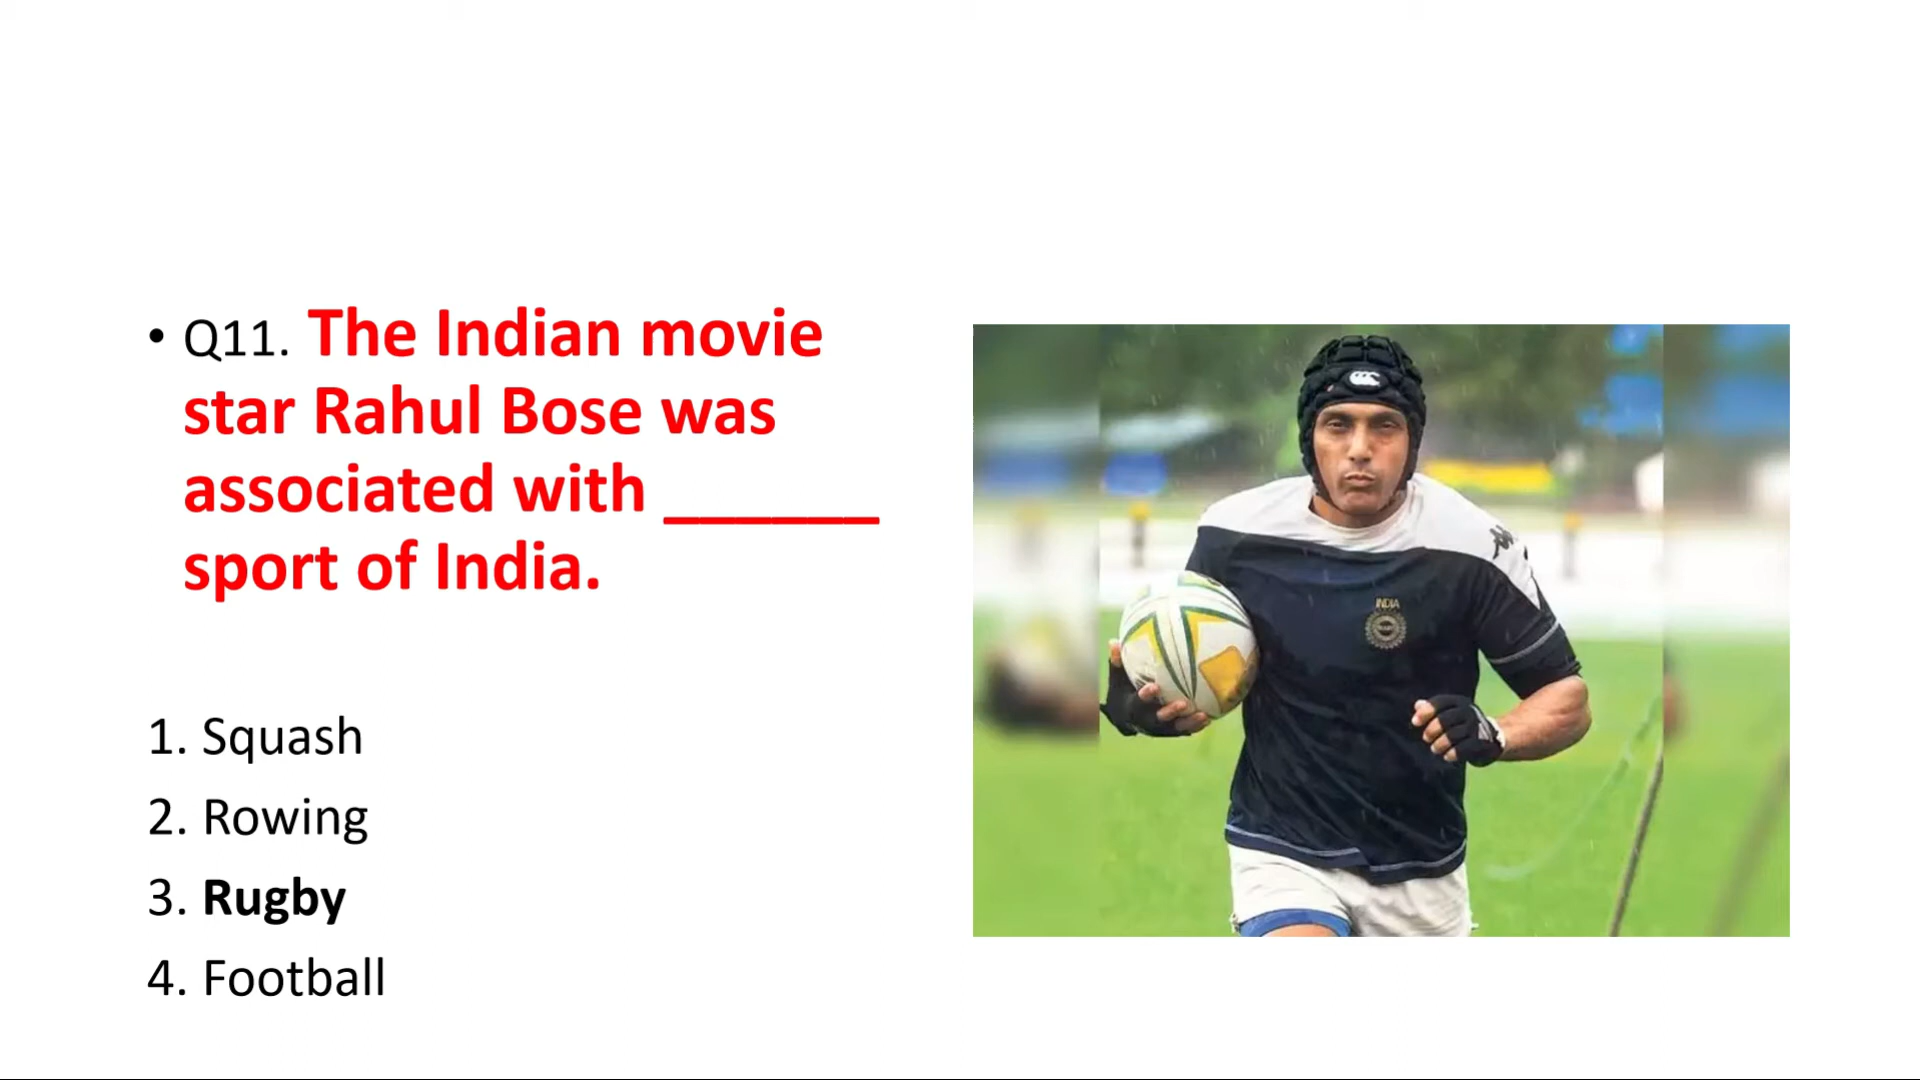 • Q11. The Indian movie
star Rahul Bose was
associated with ______
sport of India.
1. Squash
2. Rowing
3. Rugby
4. Football
INDIA